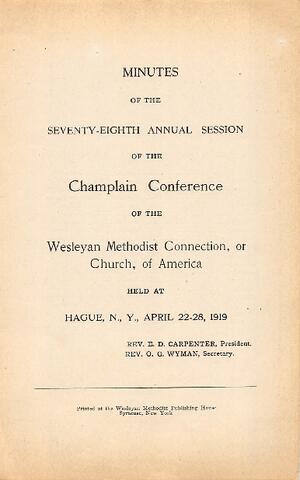 MINUTES
OF THE
SEVENTY-EIGHTH ANNUAL SESSION
OF THE
Champlain Conference
OF THE
Wesleyan Methodist Connection, or
Church, of America
HELD AT
HAGUE, N., Y., APRIL 22-28, 1919
REV. E. D. CARPENTER, President.
REV. O. G. WYMAN, Secretary.
Printed at the Wesleyan Methodist Publishing House
Syracuse, New York